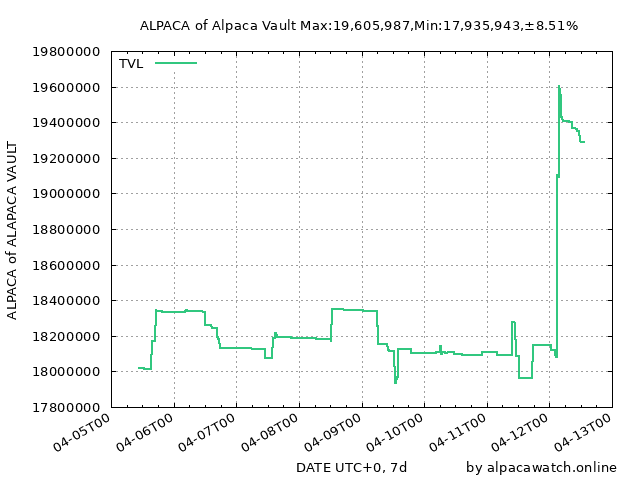 ALPACA of Alpaca Vault Max:19,605,987,Min:17,935,943,±8.51%
TVL
19800000
19600000
19400000
19200000
19000000
18800000
18600000
18400000
18200000
18000000
17800000
ALPACA of ALAPACA VAULT
04-05T00
04-06T00
04-07T00
04-08T00
04-09T00
04-10T00
04-11T00
04-12T00
04-13T00
DATE UTC+0, 7d
by alpacawatch.online